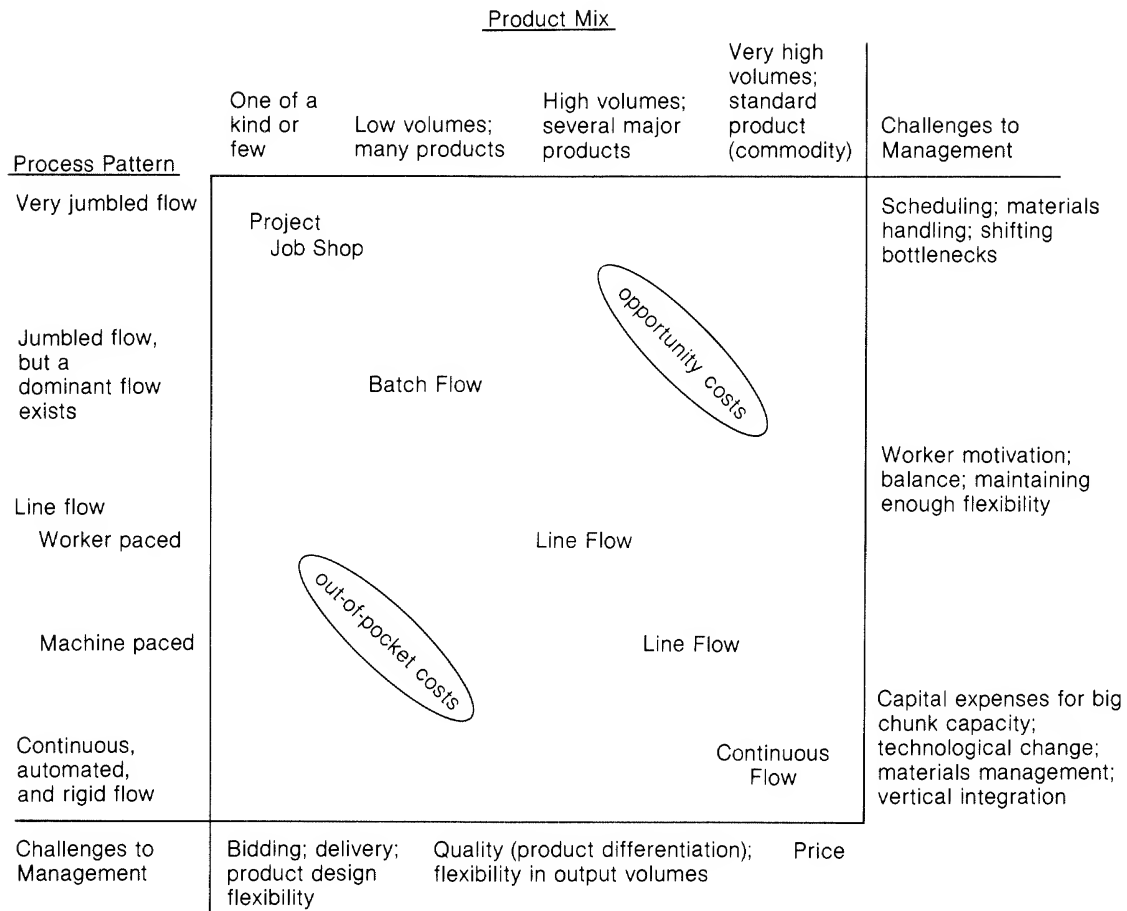 Product Mix
One of a
kind or
few
Low volumes;
many products
High volumes;
several major
products
Very high
volumes;
standard
product
(commodity)
Challenges to
Management
Process Pattern
Very jumbled flow
Project
Job Shop
Scheduling; materials
handling; shifting
bottlenecks
opportunity costs
Jumbled flow,
but a
dominant flow
exists
Batch Flow
Worker motivation;
balance; maintaining
enough flexibility
Line flow
Worker paced
Line Flow
out-of-pocket costs
Machine paced
Line Flow
Capital expenses for big
chunk capacity;
technological change;
materials management;
vertical integration
Continuous,
automated,
and rigid flow
Continuous
Flow
Challenges to
Management
Bidding; delivery;
product design
flexibility
Quality (product differentiation);
flexibility in output volumes
Price